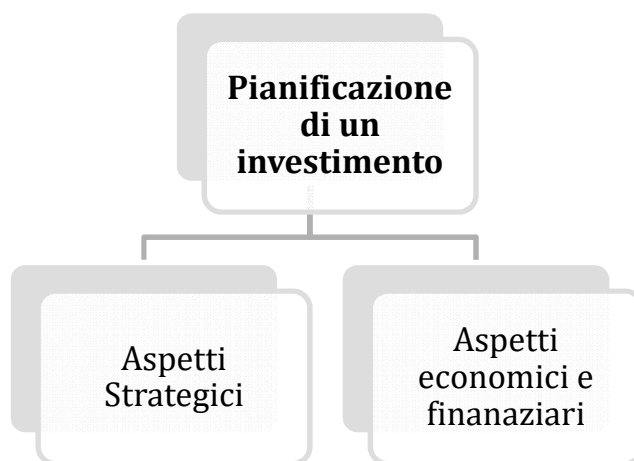 Pianificazione
di un
investimento
Aspetti
Strategici
Aspetti
economici e
finanaziari